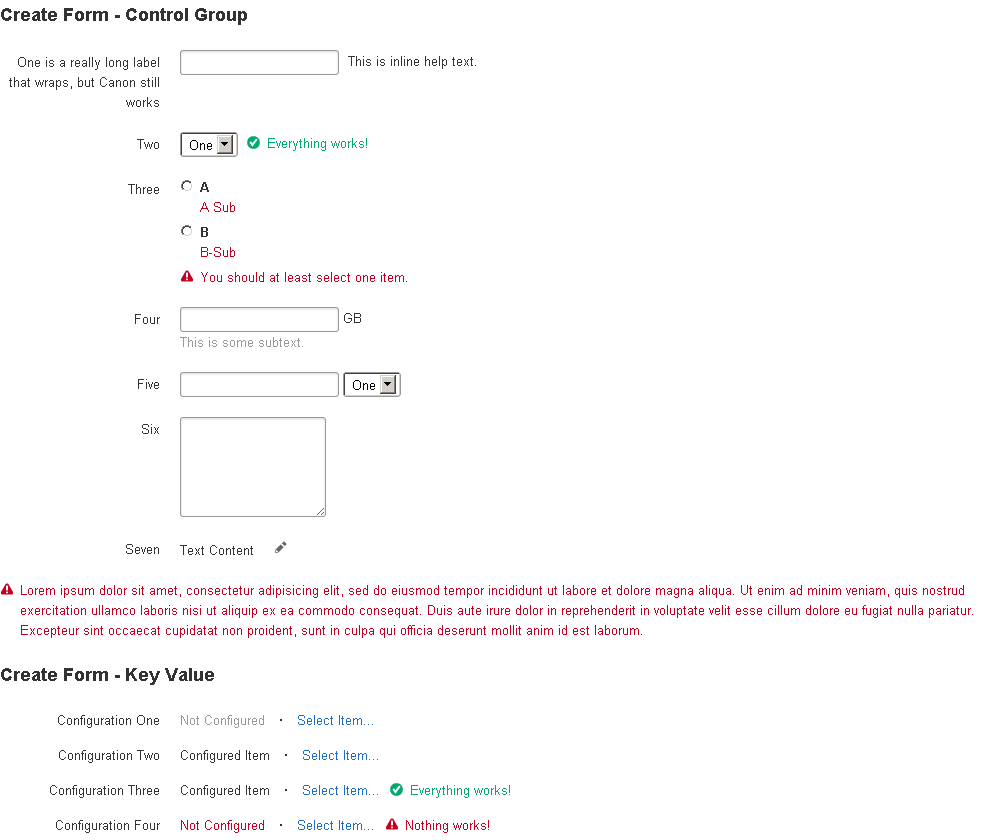 Create Form - Control Group
One is a really long label
that wraps, but Canon still
works
This is inline help text.
Two
One
Everything works!
Three
A
A Sub
B
B-Sub
You should at least select one item.
Four
GB
This is some subtext.
Five
One
Six
Seven
Text Content
Lorem ipsum dolor sit amet, consectetur adipisicing elit, sed do eiusmod tempor incididunt ut labore et dolore magna aliqua. Ut enim ad minim veniam, quis nostrud
exercitation ullamco laboris nisi ut aliquip ex ea commodo consequat. Duis aute irure dolor in reprehenderit in voluptate velit esse cillum dolore eu fugiat nulla pariatur.
Excepteur sint occaecat cupidatat non proident, sunt in culpa qui officia deserunt mollit anim id est laborum.
Create Form - Key Value
Configuration One Not Configured · Select Item...
Configuration Two Configured Item · Select Item...
Configuration Three Configured Item · Select Item... Everything works!
Configuration Four Not Configured · Select Item... Nothing works!